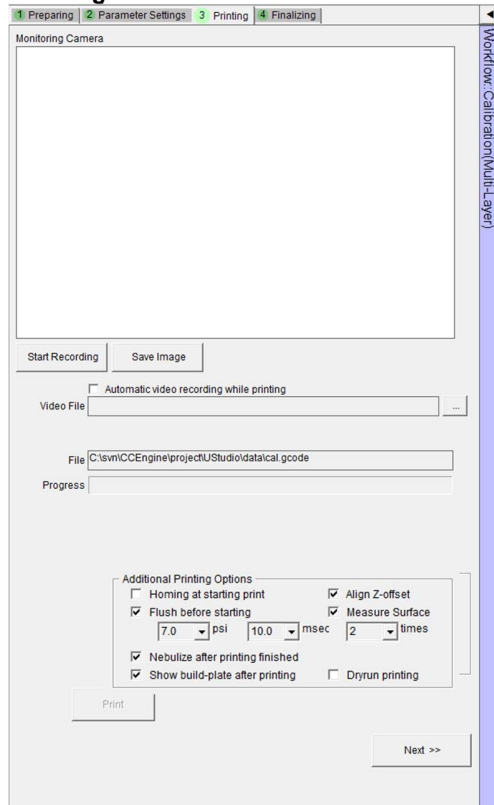 1 Preparing 2 Parameter Settings 3 Printing 4 Finalizing
Workflow::Calibration(Multi-Layer)
Monitoring Camera
Start Recording Save Image
Automatic video recording while printing
Video File ...
File C:\svn\CCEngine\project\UStudio\data\cal.gcode
Progress
Additional Printing Options
Homing at starting print Align Z-offset
Flush before starting Measure Surface
7.0 psi 10.0 msec 2 times
Nebulize after printing finished
Show build-plate after printing Dryrun printing
Print
Next >>